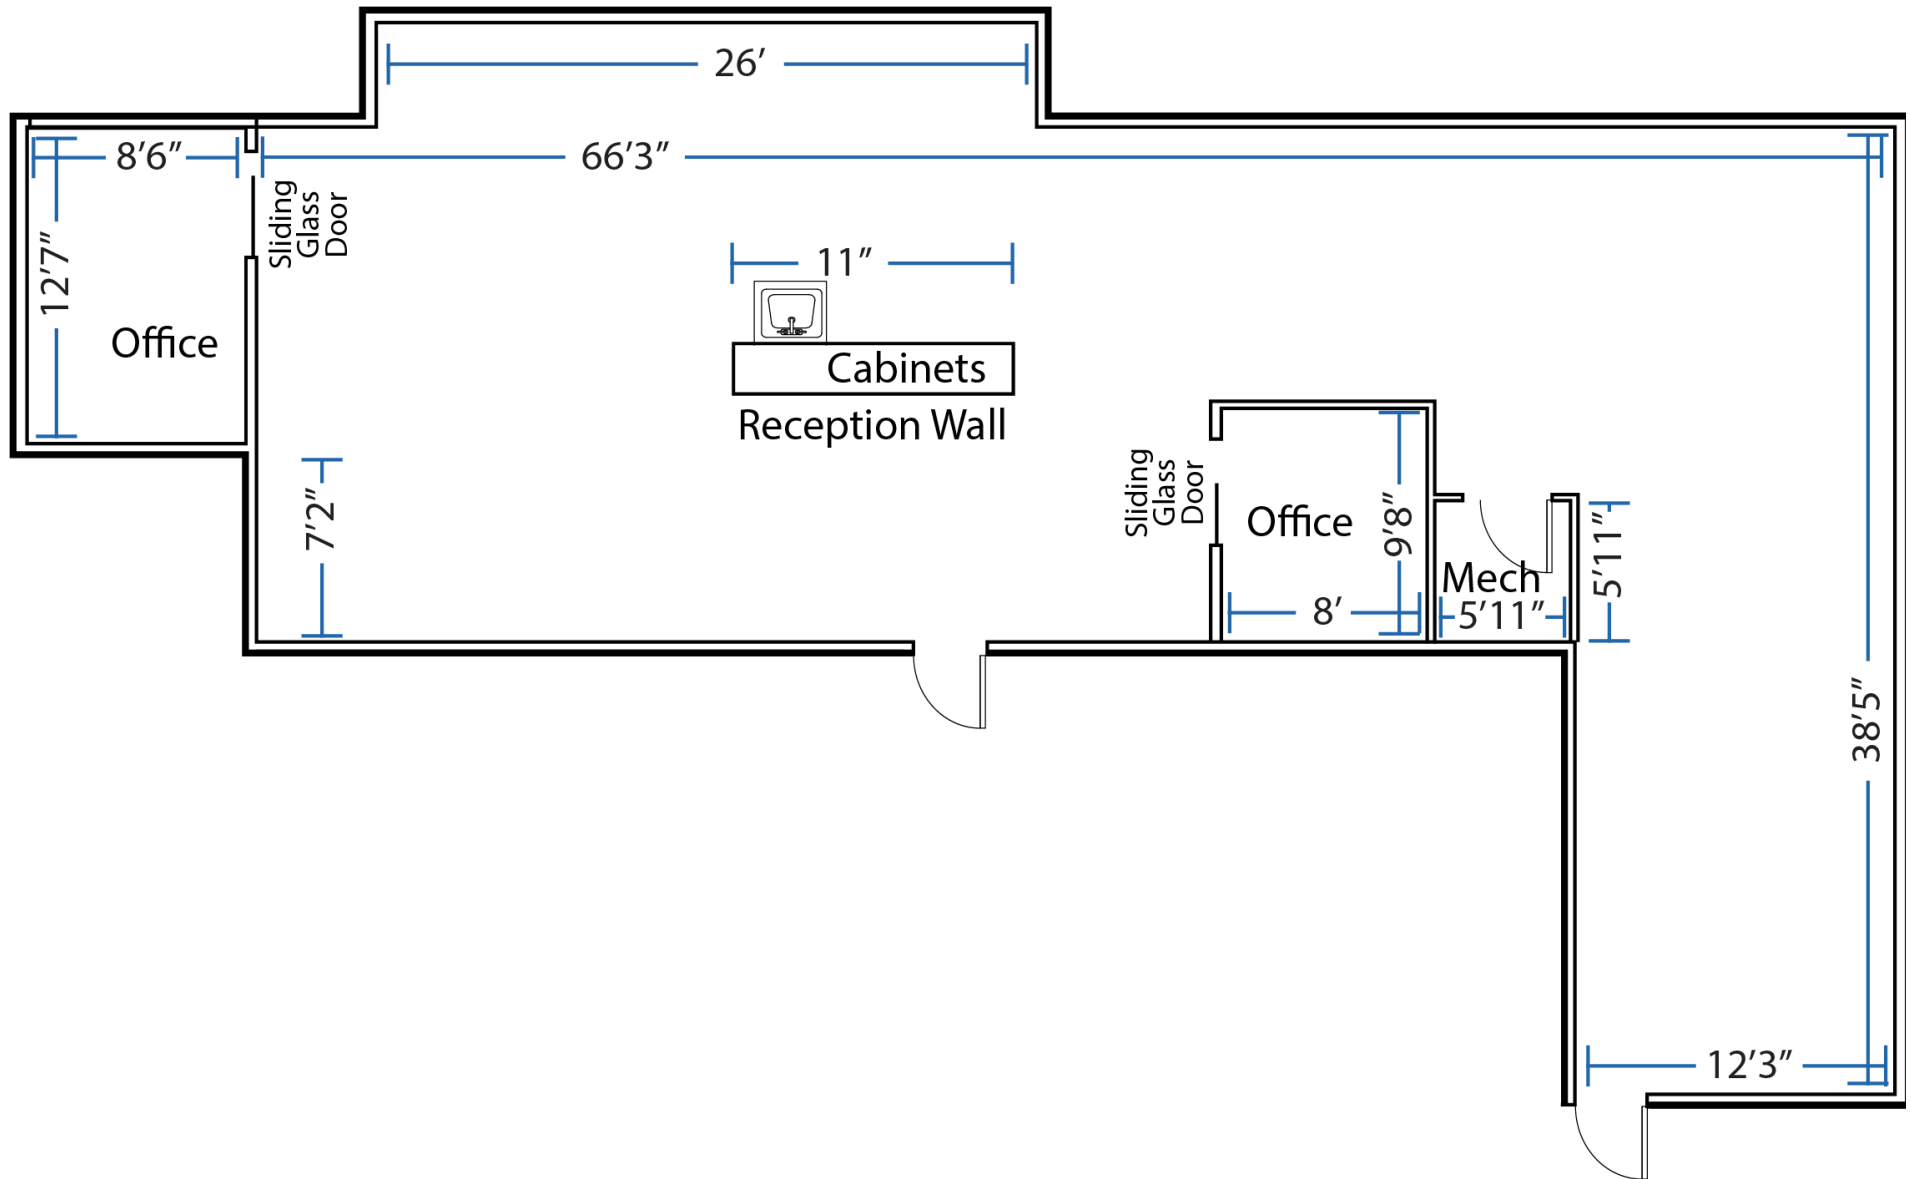 26’
8’6”
66’3”
12’7”
Sliding
Glass
Door
Office
11”
Cabinets
Reception Wall
7’2”
Sliding
Glass
Door
Office
9’8”
8’
Mech
5’11”
5’11”
38’5”
12’3”